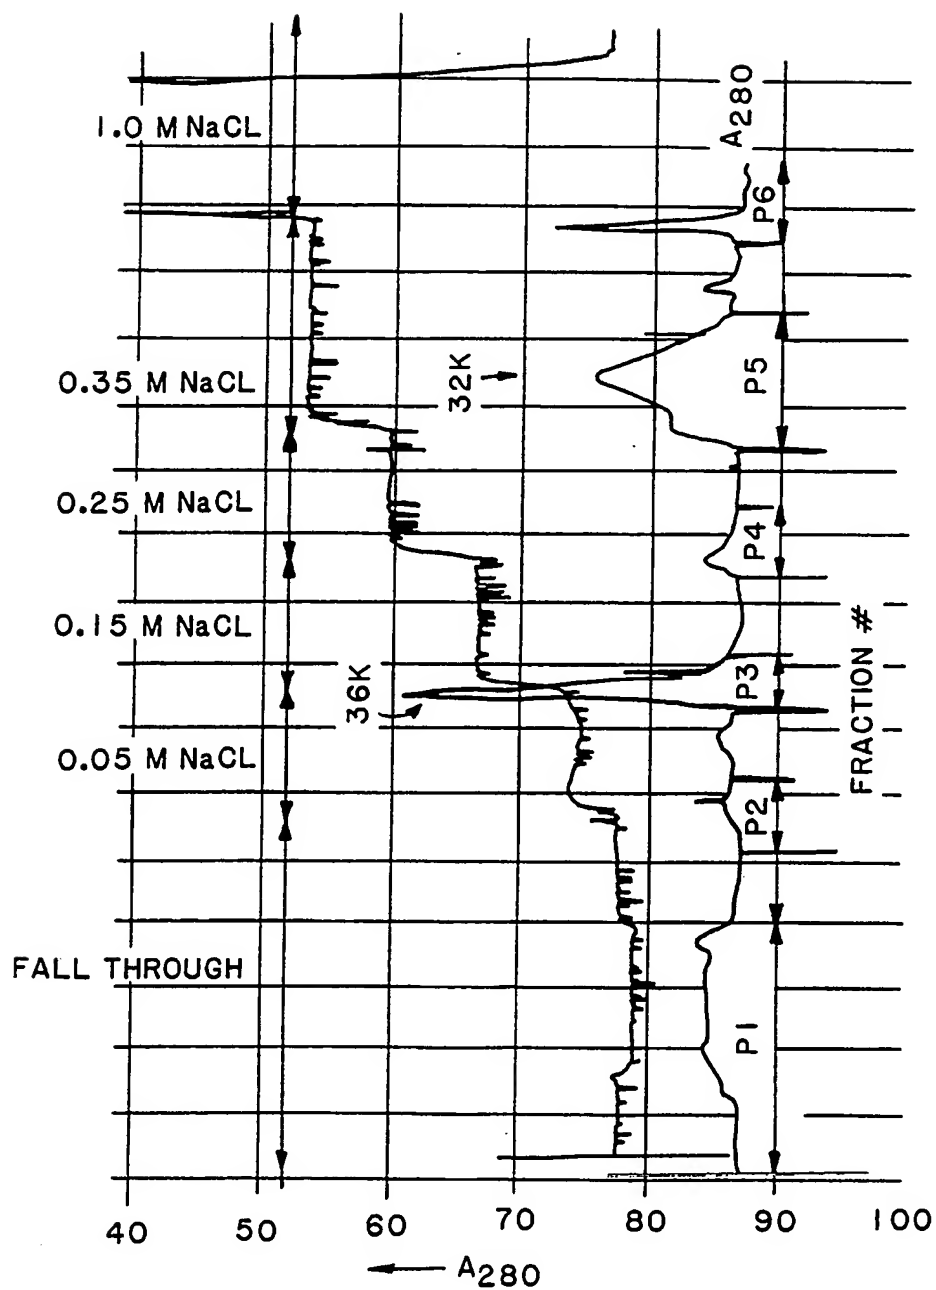 A280
1.0 M NaCL
P6
0.35 M NaCL
32K
P5
0.25 M NaCL
P4
0.15 M NaCL
36K
P3
FRACTION #
0.05 M NaCL
P2
FALL THROUGH
P1
40 50 60 70 80 90 100
A280